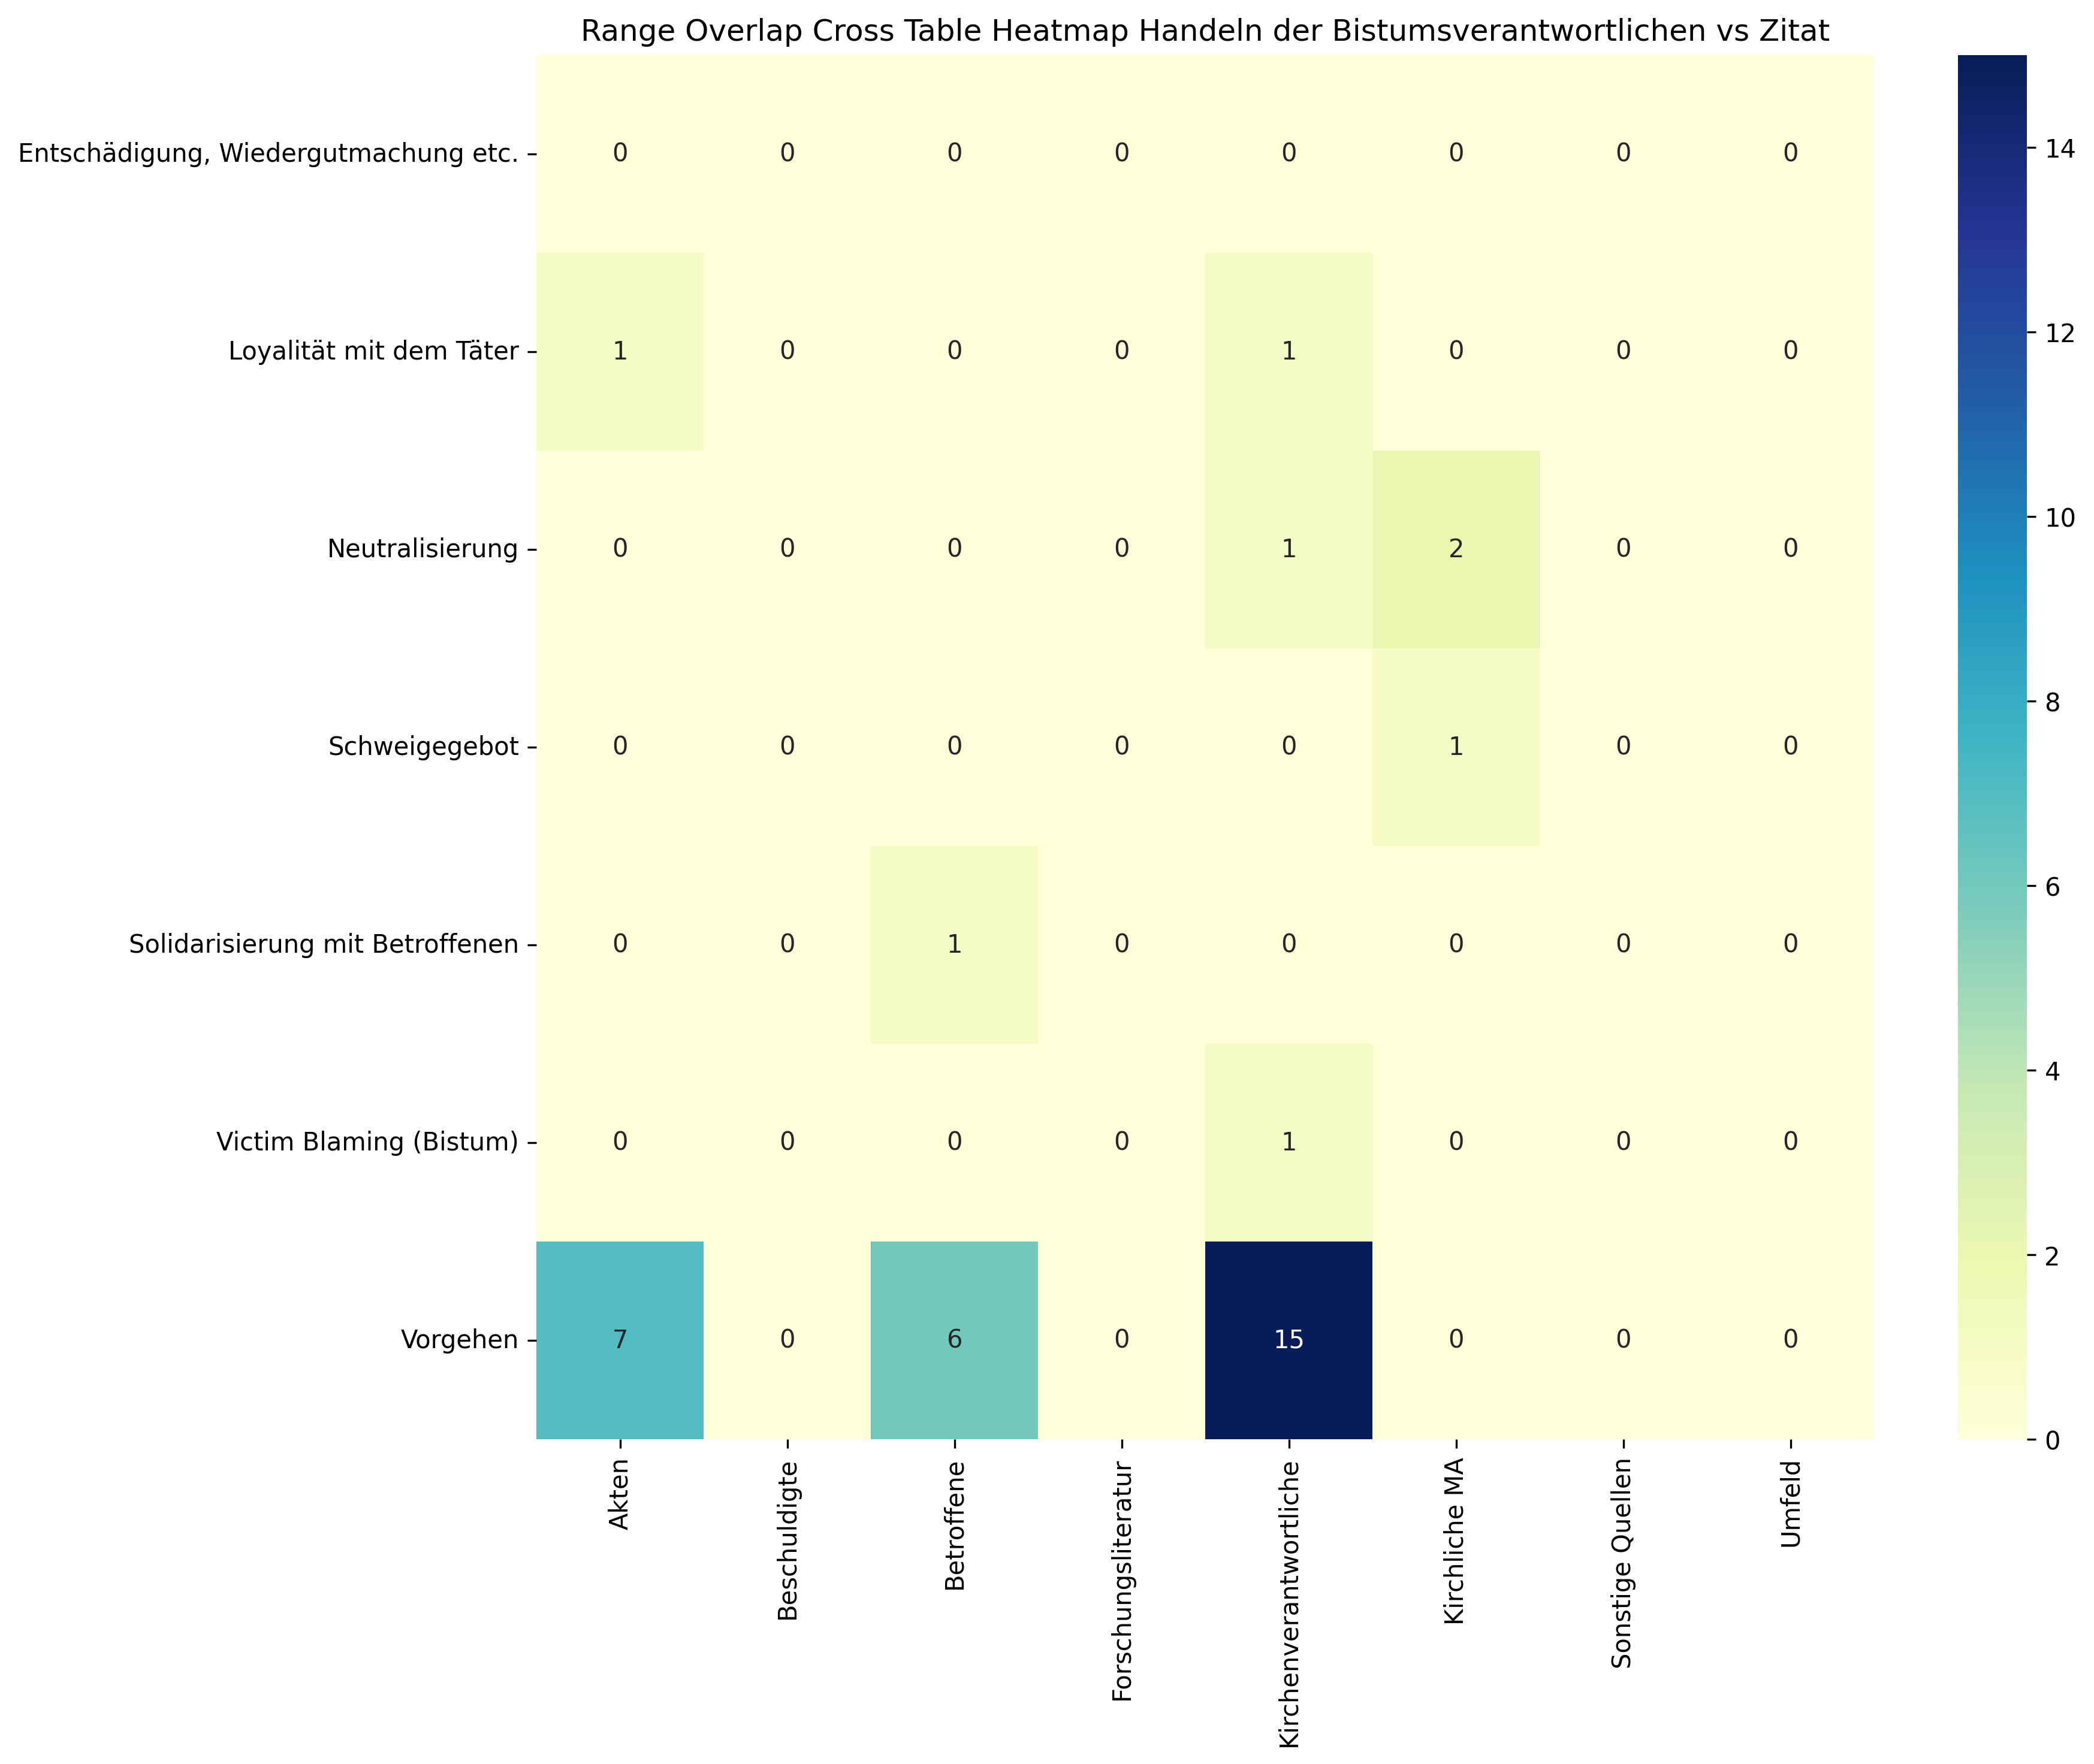 Range Overlap Cross Table Heatmap Handeln der Bistumsverantwortlichen vs Zitat
Entschädigung, Wiedergutmachung etc. 0 0 0 0 0 0 0 0
Loyalität mit dem Täter 1 0 0 0 1 0 0 0
Neutralisierung 0 0 0 0 1 2 0 0
Schweigegebot 0 0 0 0 0 1 0 0
Solidarisierung mit Betroffenen 0 0 1 0 0 0 0 0
Victim Blaming (Bistum) 0 0 0 0 1 0 0 0
Vorgehen 7 0 6 0 15 0 0 0
Akten
Beschuldigte
Betroffene
Forschungsliteratur
Kirchenverantwortliche
Kirchliche MA
Sonstige Quellen
Umfeld
14
12
10
8
6
4
2
0